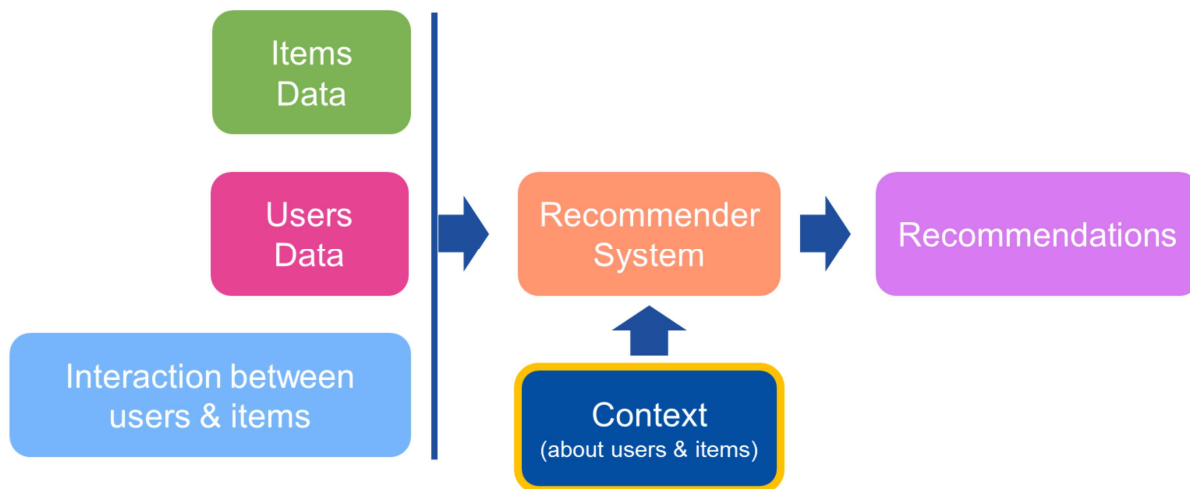 Items
Data
Users
Data
Interaction between
users & items
Recommender
System
Context
(about users & items)
Recommendations